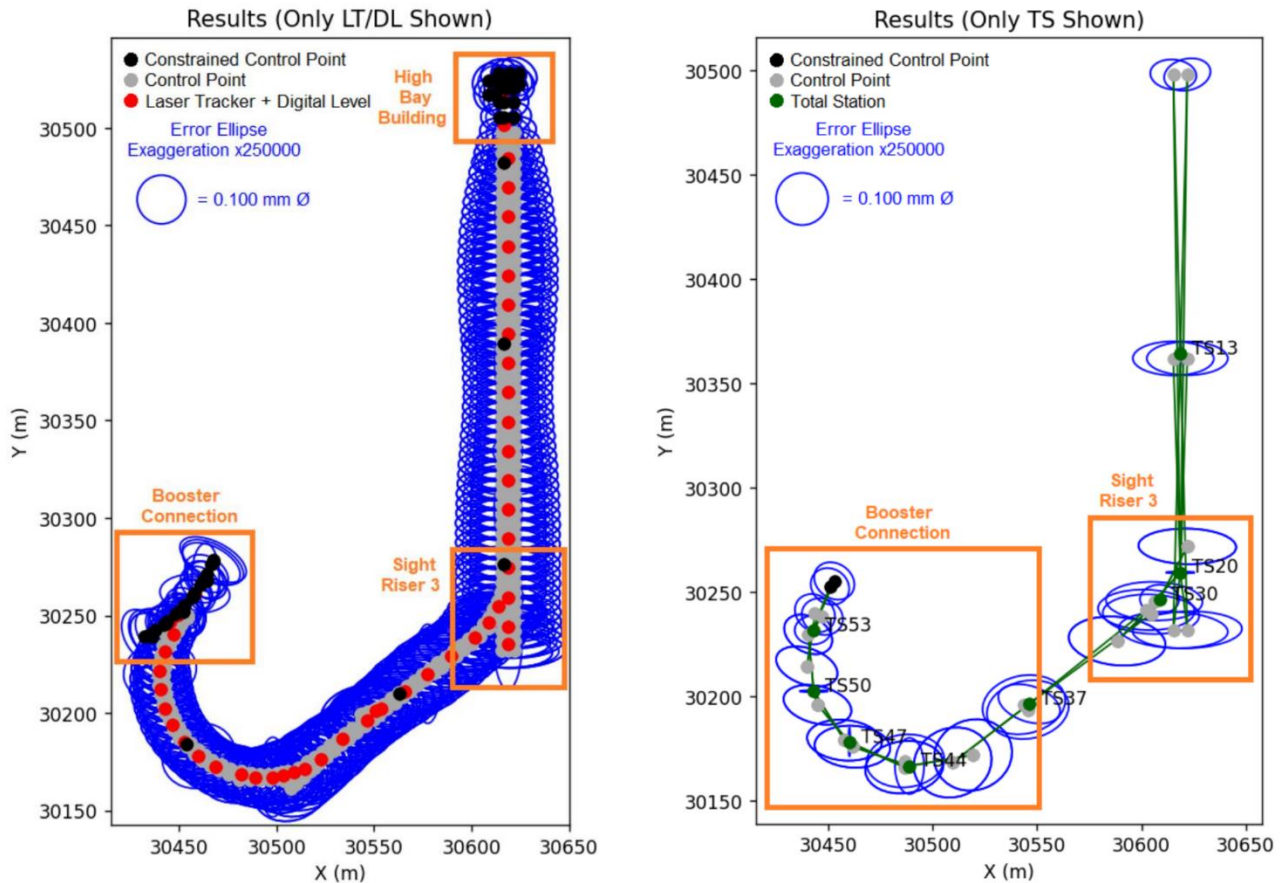 Results (Only LT/DL Shown)
Constrained Control Point
Control Point
Laser Tracker + Digital Level
Error Ellipse
Exaggeration x250000
= 0.100 mm Ø
High
Bay
Building
Booster
Connection
Sight
Riser 3
30500
30450
30400
30350
30300
30250
30200
30150
Y (m)
30450
30500
30550
30600
30650
X (m)
Results (Only TS Shown)
Constrained Control Point
Control Point
Total Station
Error Ellipse
Exaggeration x250000
= 0.100 mm Ø
TS13
Sight
Riser 3
Booster
Connection
TS20
TS30
TS53
TS50
TS37
TS47
TS44
30500
30450
30400
30350
30300
30250
30200
30150
Y (m)
30450
30500
30550
30600
30650
X (m)